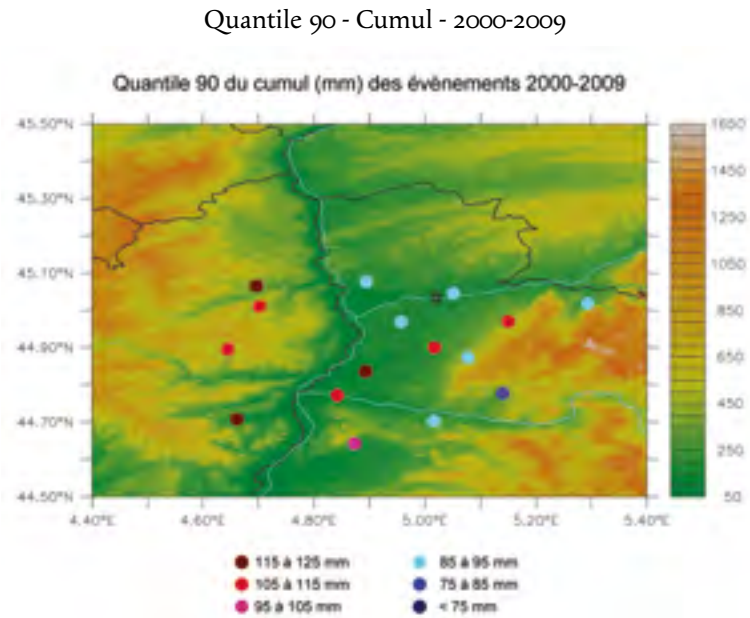 Quantile 90 - Cumul - 2000-2009
Quantile 90 du cumul (mm) des évènements 2000-2009
45.50°N
45.30°N
45.10°N
44.90°N
44.70°N
44.50°N
4.40°E 4.60°E 4.80°E 5.00°E 5.20°E 5.40°E
1650
1450
1250
1050
850
650
450
250
50
115 à 125 mm
105 à 115 mm
95 à 105 mm
85 à 95 mm
75 à 85 mm
< 75 mm